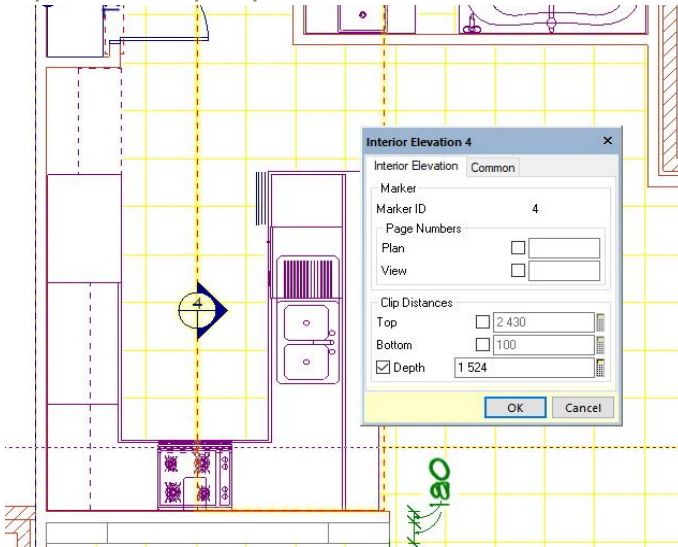 Interior Elevation 4 ×
Interior Elevation Common
Marker
Marker ID 4
Page Numbers
Plan
View
Clip Distances
Top 2 430
Bottom 100
Depth 1 524
OK Cancel
4
180